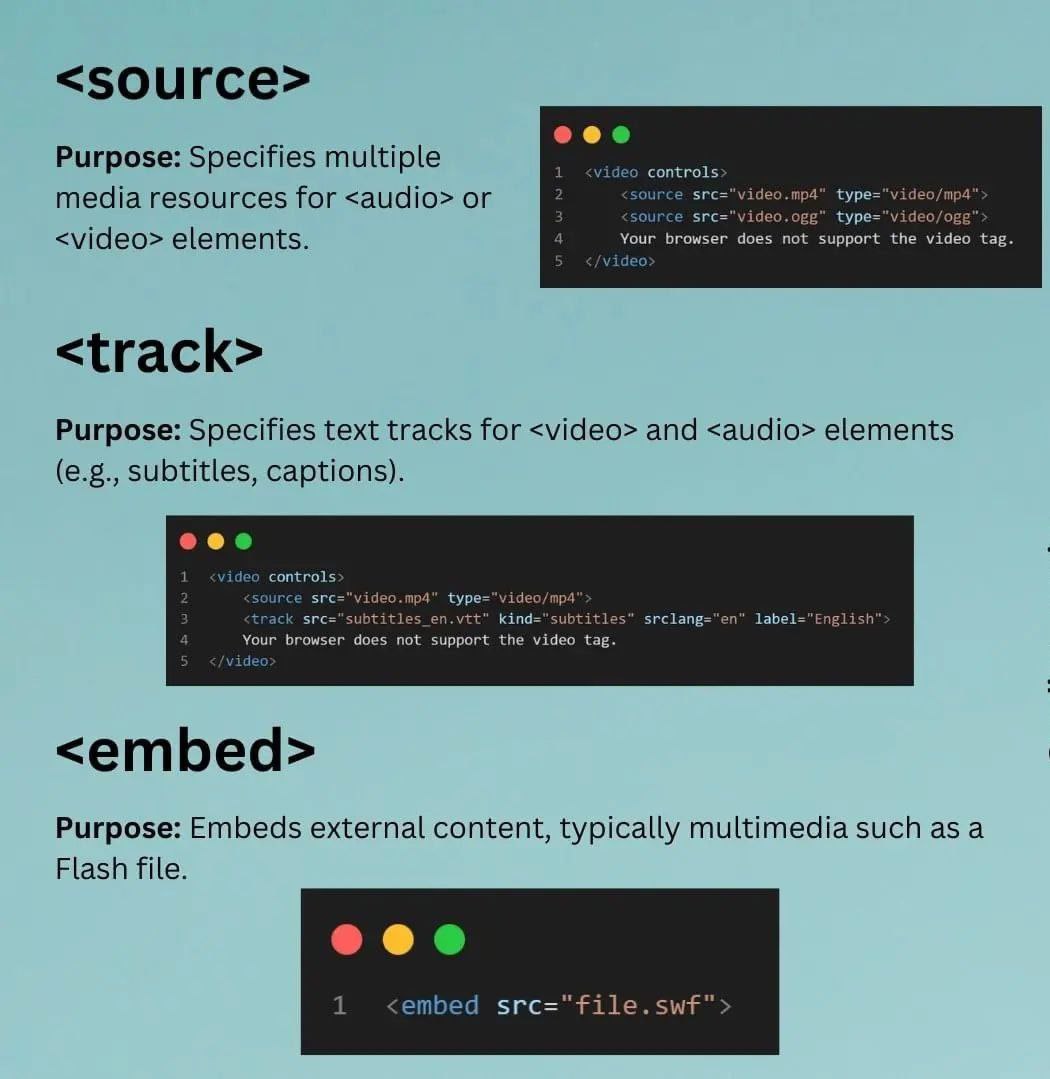 <source>
Purpose: Specifies multiple
media resources for <audio> or
<video> elements.
1 <video controls>
2 <source src="video.mp4" type="video/mp4">
3 <source src="video.ogg" type="video/ogg">
4 Your browser does not support the video tag.
5 </video>
<track>
Purpose: Specifies text tracks for <video> and <audio> elements
(e.g., subtitles, captions).
1 <video controls>
2 <source src="video.mp4" type="video/mp4">
3 <track src="subtitles_en.vtt" kind="subtitles" srclang="en" label="English">
4 Your browser does not support the video tag.
5 </video>
<embed>
Purpose: Embeds external content, typically multimedia such as a
Flash file.
1 <embed src="file.swf">